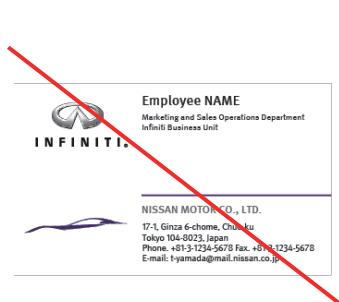 Employee NAME
Marketing and Sales Operations Department
Infiniti Business Unit
INFINITI.
NISSAN MOTOR CO., LTD.
17-1, Ginza 6-chome, Chuo-ku
Tokyo 104-8023, Japan
Phone. +81-3-1234-5678 Fax. +81-3-1234-5678
E-mail: t-yamada@mail.nissan.co.jp